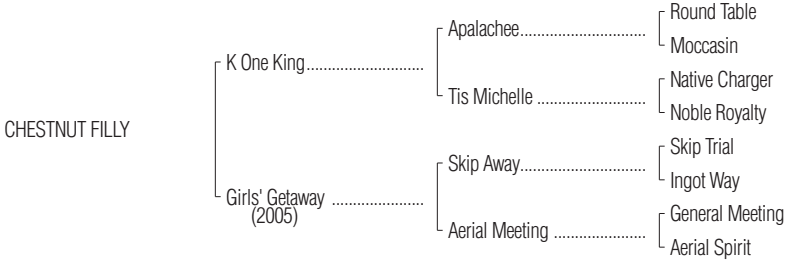 Round Table
Apalachee..............................
Moccasin
K One King............................
Native Charger
Tis Michelle ..........................
Noble Royalty
CHESTNUT FILLY
Skip Trial
Skip Away..............................
Ingot Way
Girls' Getaway ......................
(2005)
General Meeting
Aerial Meeting ......................
Aerial Spirit